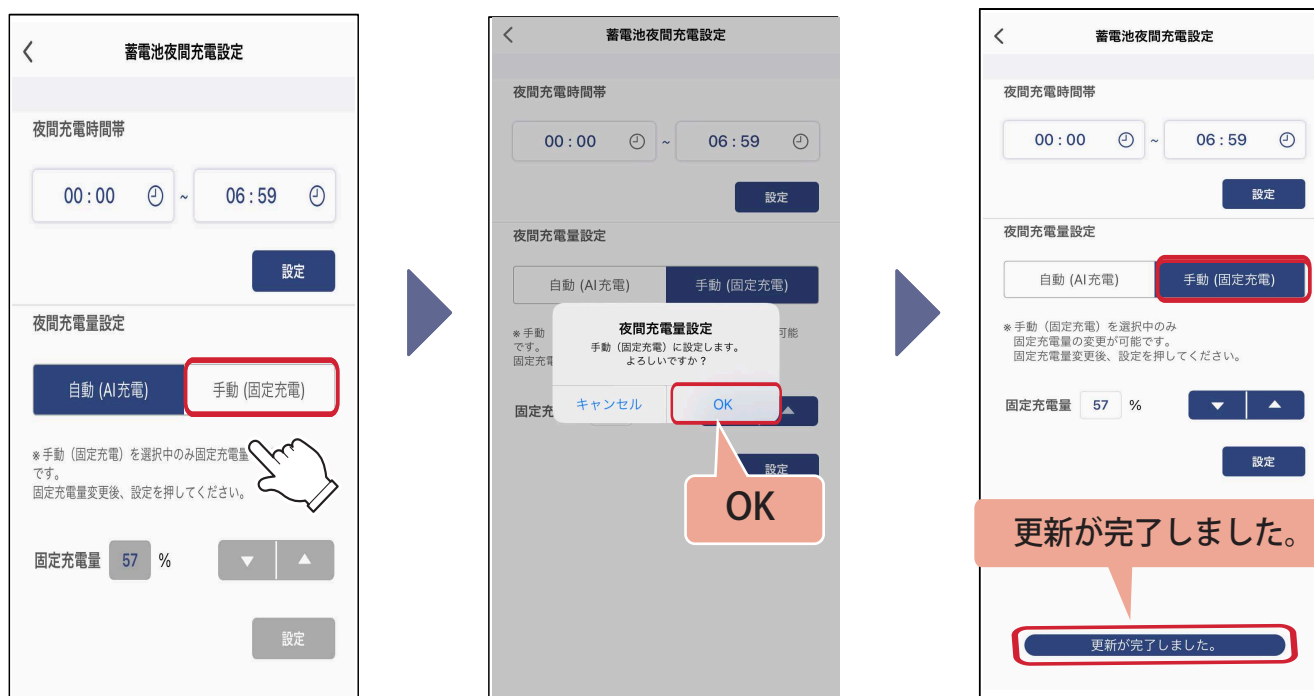 蓄電池夜間充電設定
夜間充電時間帯
00 : 00 ~ 06 : 59
設定
夜間充電量設定
自動 (AI充電) 手動 (固定充電)
※手動（固定充電）を選択中のみ固定充電量
です。
固定充電量変更後、設定を押してください。
固定充電量 57 %
設定
蓄電池夜間充電設定
夜間充電時間帯
00 : 00 ~ 06 : 59
設定
夜間充電量設定
自動 (AI充電) 手動 (固定充電)
※手動 可能
です。
固定充電
夜間充電量設定
手動（固定充電）に設定します。
よろしいですか？
キャンセル OK
固定充
設定
OK
蓄電池夜間充電設定
夜間充電時間帯
00 : 00 ~ 06 : 59
設定
夜間充電量設定
自動 (AI充電) 手動 (固定充電)
※手動（固定充電）を選択中のみ
固定充電量の変更が可能です。
固定充電量変更後、設定を押してください。
固定充電量 57 %
設定
更新が完了しました。
更新が完了しました。